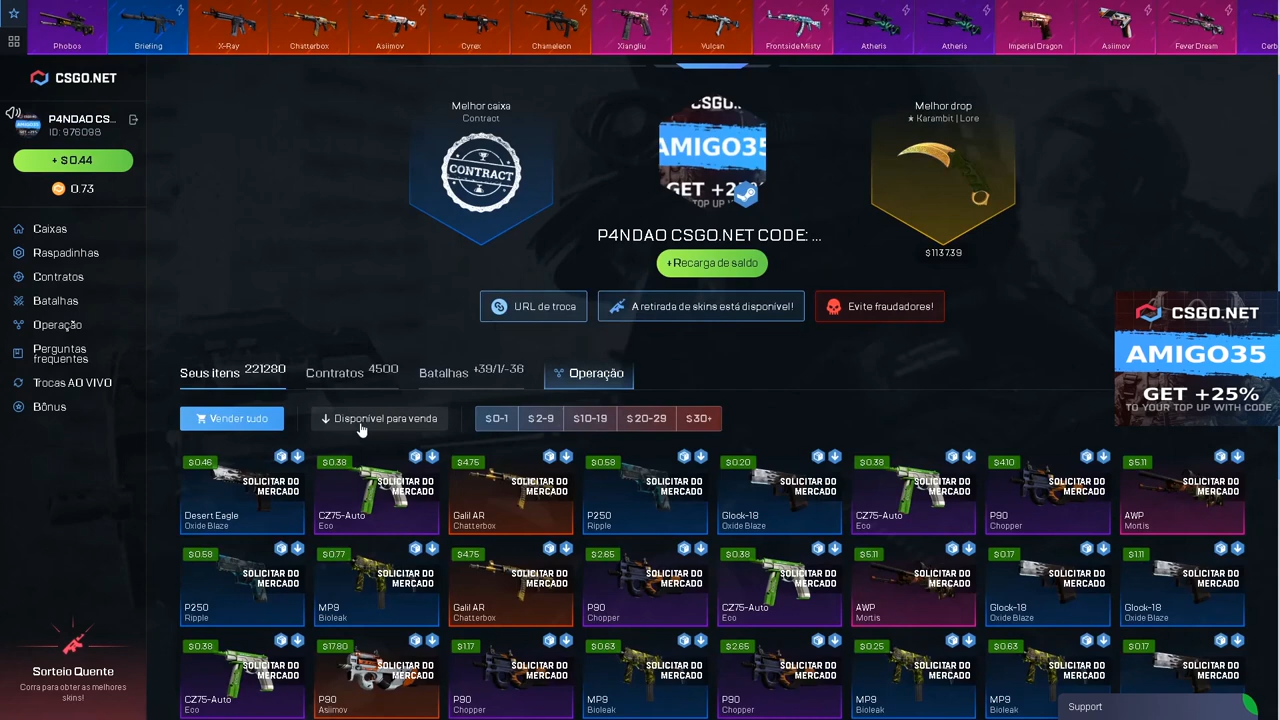 Phobos
Briefing
X-Ray
Chatterbox
Asiimov
Cyrex
Chameleon
Xiangliu
Vulcan
Frontside Misty
Atheris
Atheris
Imperial Dragon
Asiimov
Fever Dream
Cerb
CSGO.NET
P4NDAO CS...
ID: 976098
+ $0.44
0.73
Caixas
Raspadinhas
Contratos
Batalhas
Operação
Perguntas
frequentes
Trocas AO VIVO
Bônus
Sorteio Quente
Corra para obter as melhores
skins!
Melhor caixa
Contract
CONTRACT
CSGO..
AMIGO35
GET +2
TOP UP
P4NDAO CSGO.NET CODE: ...
+Recarga de saldo
Melhor drop
★ Karambit | Lore
$1137.39
URL de troca
A retirada de skins está disponível!
Evite fraudadores!
CSGO.NET
AMIGO35
GET +25%
TO YOUR TOP UP WITH CODE
Seus itens 221280
Contratos 4500
Batalhas +39/1/-36
Operação
Vender tudo
Disponível para venda
$0-1
$2-9
$10-19
$20-29
$30+
$0.46
SOLICITAR DO
MERCADO
Desert Eagle
Oxide Blaze
$0.38
SOLICITAR DO
MERCADO
CZ75-Auto
Eco
$4.75
SOLICITAR DO
MERCADO
Galil AR
Chatterbox
$0.58
SOLICITAR DO
MERCADO
P250
Ripple
$0.20
SOLICITAR DO
MERCADO
Glock-18
Oxide Blaze
$0.38
SOLICITAR DO
MERCADO
CZ75-Auto
Eco
$4.10
SOLICITAR DO
MERCADO
P90
Chopper
$5.11
SOLICITAR DO
MERCADO
AWP
Mortis
$0.58
SOLICITAR DO
MERCADO
P250
Ripple
$0.77
SOLICITAR DO
MERCADO
MP9
Bioleak
$4.75
SOLICITAR DO
MERCADO
Galil AR
Chatterbox
$2.65
SOLICITAR DO
MERCADO
P90
Chopper
$0.38
SOLICITAR DO
MERCADO
CZ75-Auto
Eco
$5.11
SOLICITAR DO
MERCADO
AWP
Mortis
$0.17
SOLICITAR DO
MERCADO
Glock-18
Oxide Blaze
$1.11
SOLICITAR DO
MERCADO
Glock-18
Oxide Blaze
$0.38
SOLICITAR DO
MERCADO
CZ75-Auto
Eco
$17.80
SOLICITAR DO
MERCADO
P90
Asiimov
$1.17
SOLICITAR DO
MERCADO
P90
Chopper
$0.63
SOLICITAR DO
MERCADO
MP9
Bioleak
$2.65
SOLICITAR DO
MERCADO
P90
Chopper
$0.25
SOLICITAR DO
MERCADO
MP9
Bioleak
$0.63
SOLICITAR DO
MERCADO
MP9
Bioleak
$0.17
SOLICITAR DO
MERCADO
Support